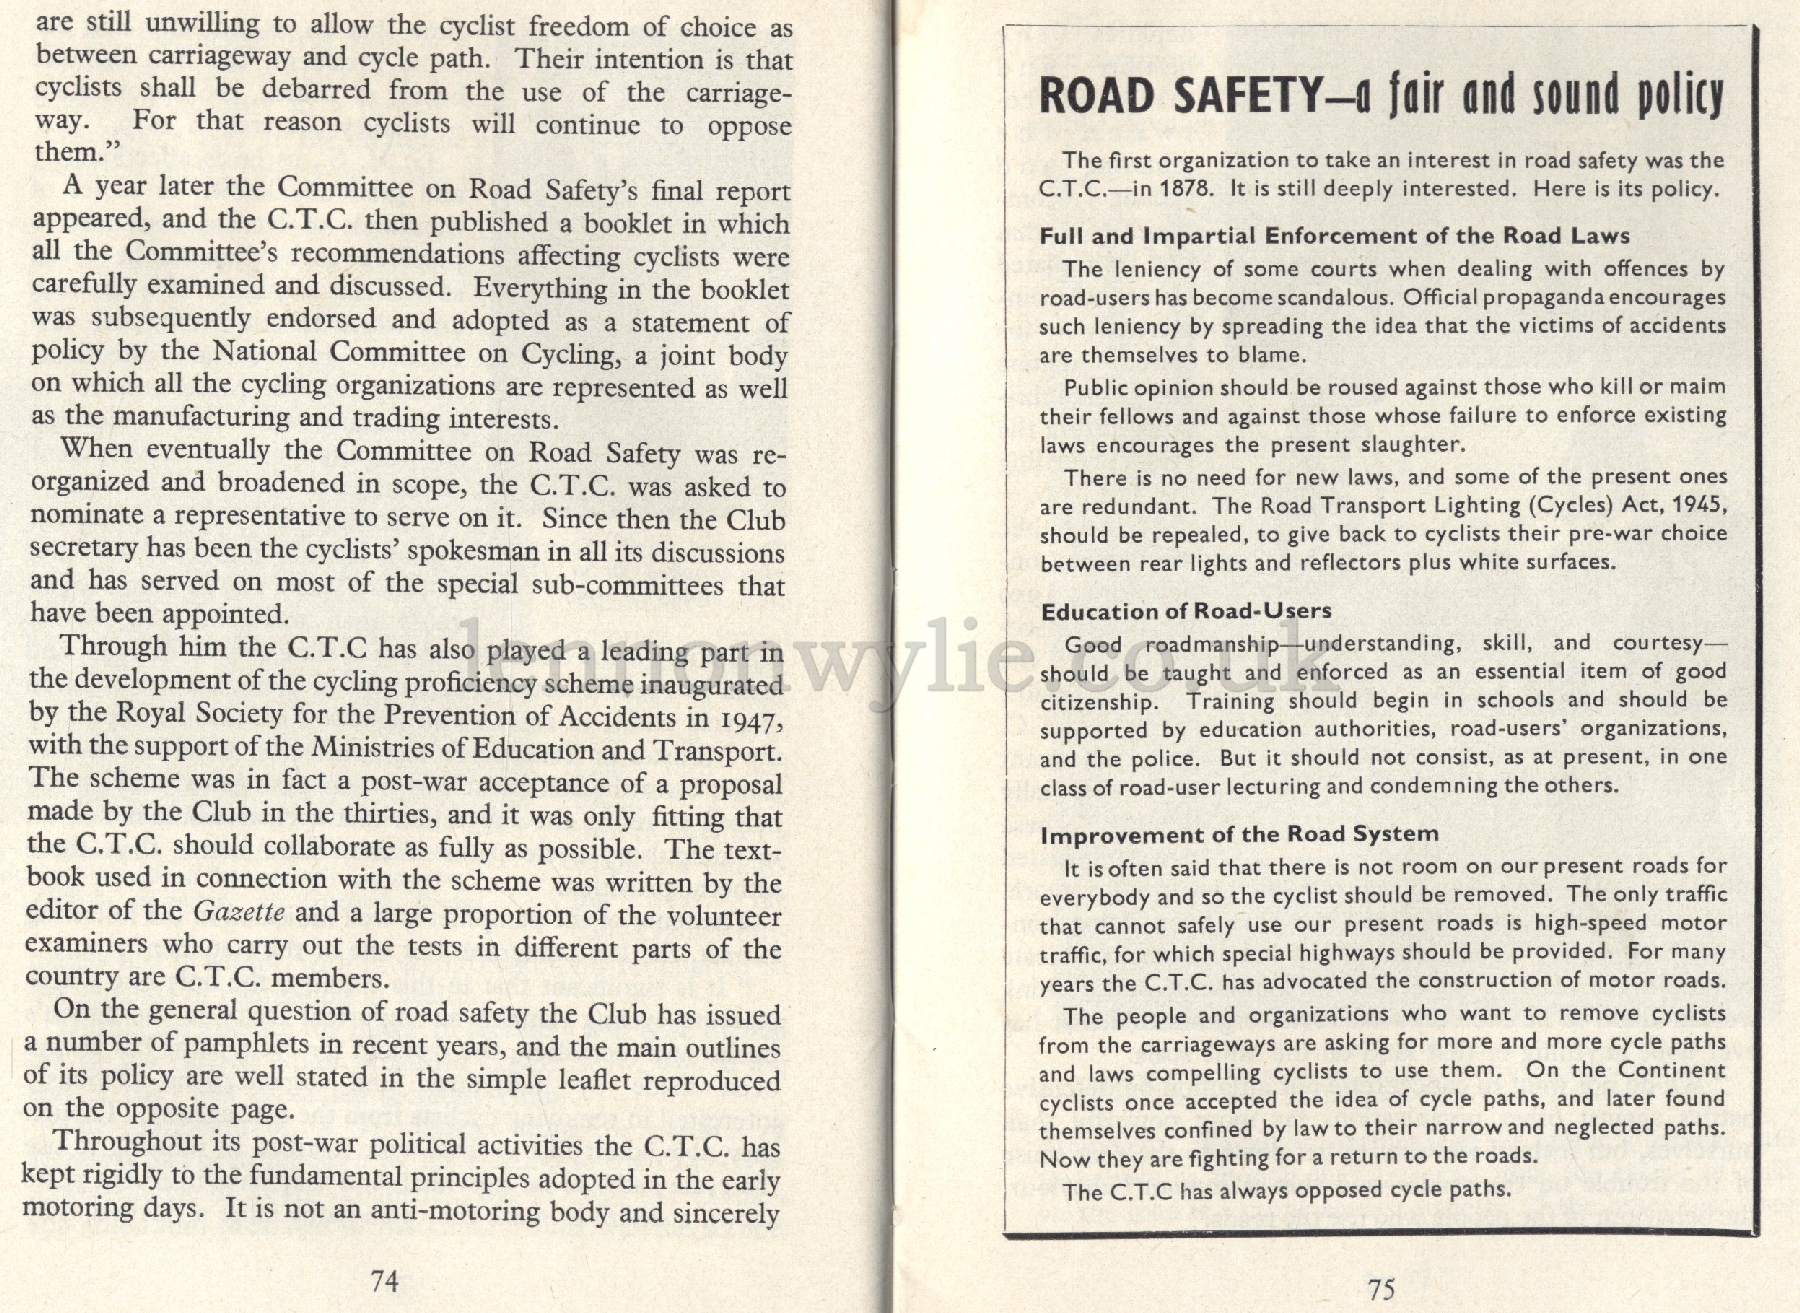 are still unwilling to allow the cyclist freedom of choice as
between carriageway and cycle path. Their intention is that
cyclists shall be debarred from the use of the carriage-
way. For that reason cyclists will continue to oppose
them.”
A year later the Committee on Road Safety’s final report
appeared, and the C.T.C. then published a booklet in which
all the Committee’s recommendations affecting cyclists were
carefully examined and discussed. Everything in the booklet
was subsequently endorsed and adopted as a statement of
policy by the National Committee on Cycling, a joint body
on which all the cycling organizations are represented as well
as the manufacturing and trading interests.
When eventually the Committee on Road Safety was re-
organized and broadened in scope, the C.T.C. was asked to
nominate a representative to serve on it. Since then the Club
secretary has been the cyclists’ spokesman in all its discussions
and has served on most of the special sub-committees that
have been appointed.
Through him the C.T.C has also played a leading part in
the development of the cycling proficiency scheme inaugurated
by the Royal Society for the Prevention of Accidents in 1947,
with the support of the Ministries of Education and Transport.
The scheme was in fact a post-war acceptance of a proposal
made by the Club in the thirties, and it was only fitting that
the C.T.C. should collaborate as fully as possible. The text-
book used in connection with the scheme was written by the
editor of the Gazette and a large proportion of the volunteer
examiners who carry out the tests in different parts of the
country are C.T.C. members.
On the general question of road safety the Club has issued
a number of pamphlets in recent years, and the main outlines
of its policy are well stated in the simple leaflet reproduced
on the opposite page.
Throughout its post-war political activities the C.T.C. has
kept rigidly to the fundamental principles adopted in the early
motoring days. It is not an anti-motoring body and sincerely
74
ROAD SAFETY—a fair and sound policy
The first organization to take an interest in road safety was the
C.T.C.—in 1878. It is still deeply interested. Here is its policy.
Full and Impartial Enforcement of the Road Laws
The leniency of some courts when dealing with offences by
road-users has become scandalous. Official propaganda encourages
such leniency by spreading the idea that the victims of accidents
are themselves to blame.
Public opinion should be roused against those who kill or maim
their fellows and against those whose failure to enforce existing
laws encourages the present slaughter.
There is no need for new laws, and some of the present ones
are redundant. The Road Transport Lighting (Cycles) Act, 1945,
should be repealed, to give back to cyclists their pre-war choice
between rear lights and reflectors plus white surfaces.
Education of Road-Users
Good roadmanship—understanding, skill, and courtesy—
should be taught and enforced as an essential item of good
citizenship. Training should begin in schools and should be
supported by education authorities, road-users’ organizations,
and the police. But it should not consist, as at present, in one
class of road-user lecturing and condemning the others.
Improvement of the Road System
It is often said that there is not room on our present roads for
everybody and so the cyclist should be removed. The only traffic
that cannot safely use our present roads is high-speed motor
traffic, for which special highways should be provided. For many
years the C.T.C. has advocated the construction of motor roads.
The people and organizations who want to remove cyclists
from the carriageways are asking for more and more cycle paths
and laws compelling cyclists to use them. On the Continent
cyclists once accepted the idea of cycle paths, and later found
themselves confined by law to their narrow and neglected paths.
Now they are fighting for a return to the roads.
The C.T.C has always opposed cycle paths.
75
lennonwylie.co.uk